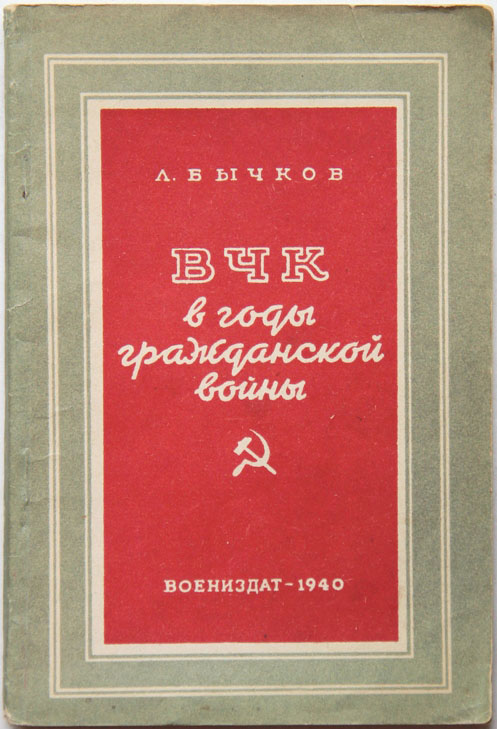 Л. БЫЧКОВ
ВЧК
в годы
гражданской
войны
ВОЕНИЗДАТ - 1940